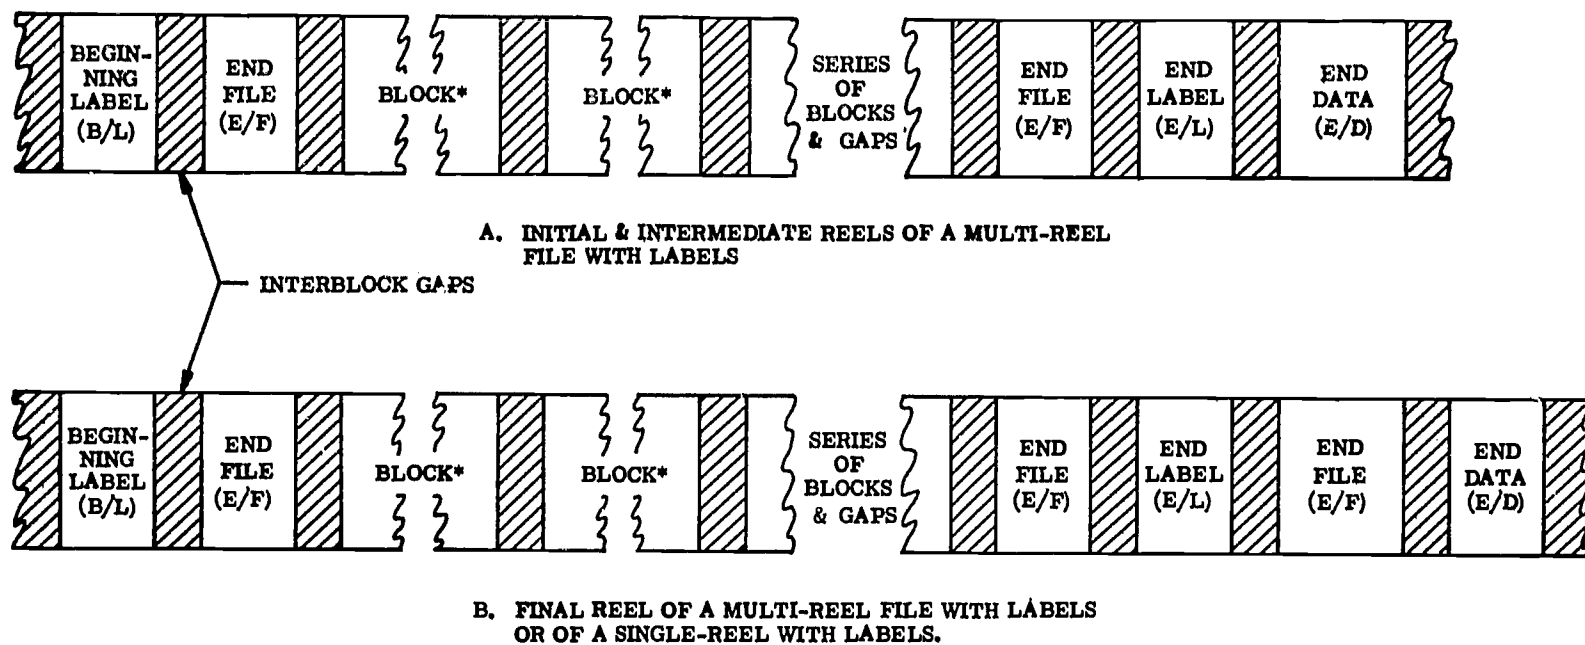 BEGIN-
NING
LABEL
(B/L)
END
FILE
(E/F)
BLOCK*
BLOCK*
SERIES
OF
BLOCKS
& GAPS
END
FILE
(E/F)
END
LABEL
(E/L)
END
DATA
(E/D)
A. INITIAL & INTERMEDIATE REELS OF A MULTI-REEL
FILE WITH LABELS
INTERBLOCK GAPS
BEGIN-
NING
LABEL
(B/L)
END
FILE
(E/F)
BLOCK*
BLOCK*
SERIES
OF
BLOCKS
& GAPS
END
FILE
(E/F)
END
LABEL
(E/L)
END
FILE
(E/F)
END
DATA
(E/D)
B. FINAL REEL OF A MULTI-REEL FILE WITH LABELS
OR OF A SINGLE-REEL WITH LABELS.